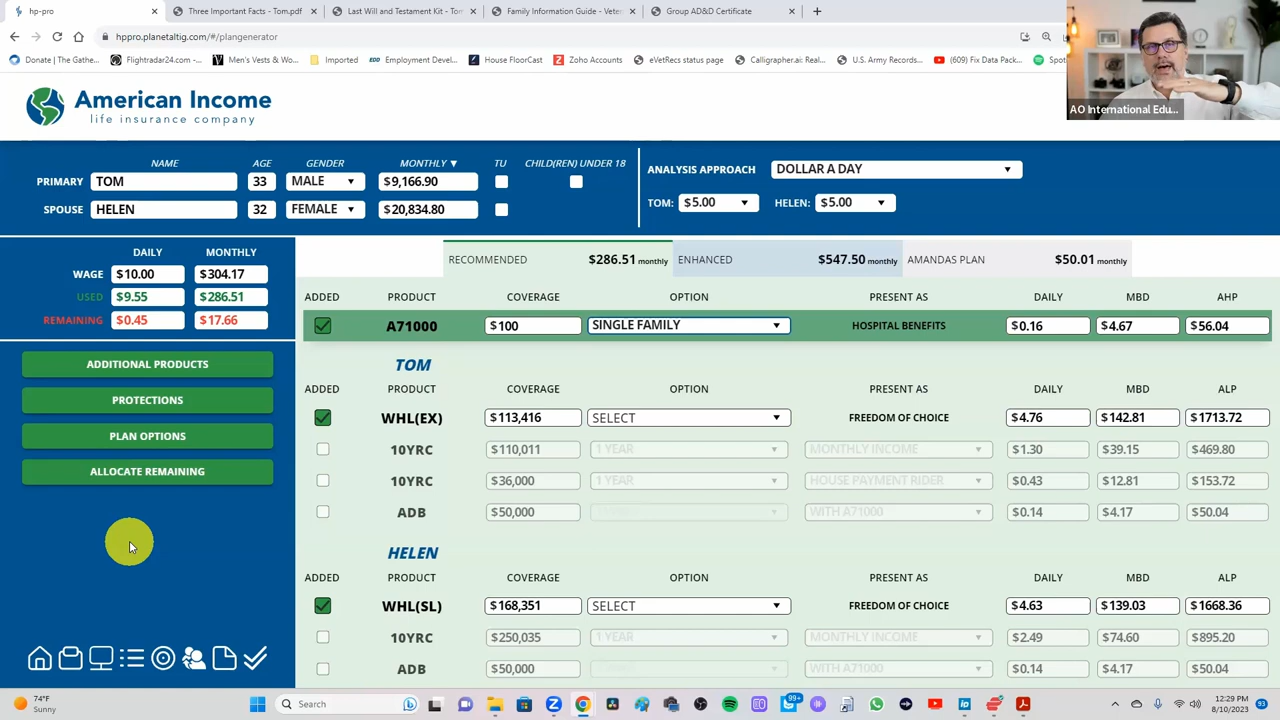 hp-pro
Three Important Facts - Tom.pdf
Last Will and Testament Kit - Tom
Family Information Guide - Veter
Group AD&D Certificate
hppro.planetaltig.com/#/plangenerator
Donate | The Gathe...
Flightradar24.com -...
Men's Vests & Wo...
Imported
EDD Employment Devel...
House FloorCast
Zoho Accounts
eVetRecs status page
Calligrapher.ai: Real...
U.S. Army Records...
(609) Fix Data Pack...
Spot
AO International Edu...
American Income
life insurance company
NAME AGE GENDER MONTHLY ▼ TU CHILD(REN) UNDER 18
PRIMARY TOM 33 MALE $9,166.90
SPOUSE HELEN 32 FEMALE $20,834.80
ANALYSIS APPROACH DOLLAR A DAY
TOM: $5.00 HELEN: $5.00
DAILY MONTHLY
WAGE $10.00 $304.17
USED $9.55 $286.51
REMAINING $0.45 $17.66
ADDITIONAL PRODUCTS
PROTECTIONS
PLAN OPTIONS
ALLOCATE REMAINING
RECOMMENDED $286.51 monthly ENHANCED $547.50 monthly AMANDAS PLAN $50.01 monthly
ADDED PRODUCT COVERAGE OPTION PRESENT AS DAILY MBD AHP
A71000 $100 SINGLE FAMILY HOSPITAL BENEFITS $0.16 $4.67 $56.04
TOM
ADDED PRODUCT COVERAGE OPTION PRESENT AS DAILY MBD ALP
WHL(EX) $113,416 SELECT FREEDOM OF CHOICE $4.76 $142.81 $1713.72
10YRC $110,011 1 YEAR MONTHLY INCOME $1.30 $39.15 $469.80
10YRC $36,000 1 YEAR HOUSE PAYMENT RIDER $0.43 $12.81 $153.72
ADB $50,000 WITH A71000 $0.14 $4.17 $50.04
HELEN
ADDED PRODUCT COVERAGE OPTION PRESENT AS DAILY MBD ALP
WHL(SL) $168,351 SELECT FREEDOM OF CHOICE $4.63 $139.03 $1668.36
10YRC $250,035 1 YEAR MONTHLY INCOME $2.49 $74.60 $895.20
ADB $50,000 WITH A71000 $0.14 $4.17 $50.04
74°F
Sunny
Search
99+
12:29 PM
8/10/2023
93